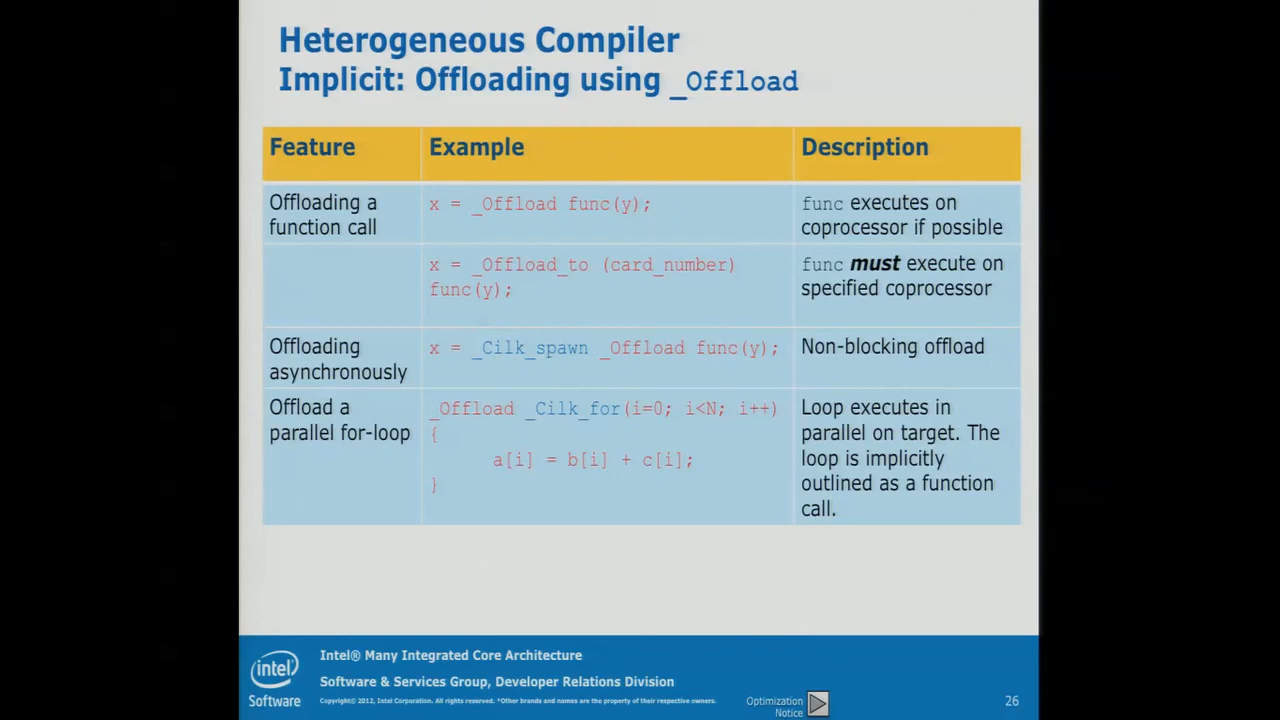 Heterogeneous Compiler
Implicit: Offloading using _Offload
Feature
Example
Description
Offloading a
function call
x = _Offload func(y);
func executes on
coprocessor if possible
x = _Offload_to (card_number)
func(y);
func must execute on
specified coprocessor
Offloading
asynchronously
x = _Cilk_spawn _Offload func(y);
Non-blocking offload
Offload a
parallel for-loop
_Offload _Cilk_for(i=0; i<N; i++)
{
a[i] = b[i] + c[i];
}
Loop executes in
parallel on target. The
loop is implicitly
outlined as a function
call.
intel
Software
Intel® Many Integrated Core Architecture
Software & Services Group, Developer Relations Division
Copyright© 2012, Intel Corporation. All rights reserved. *Other brands and names are the property of their respective owners.
Optimization
Notice
26